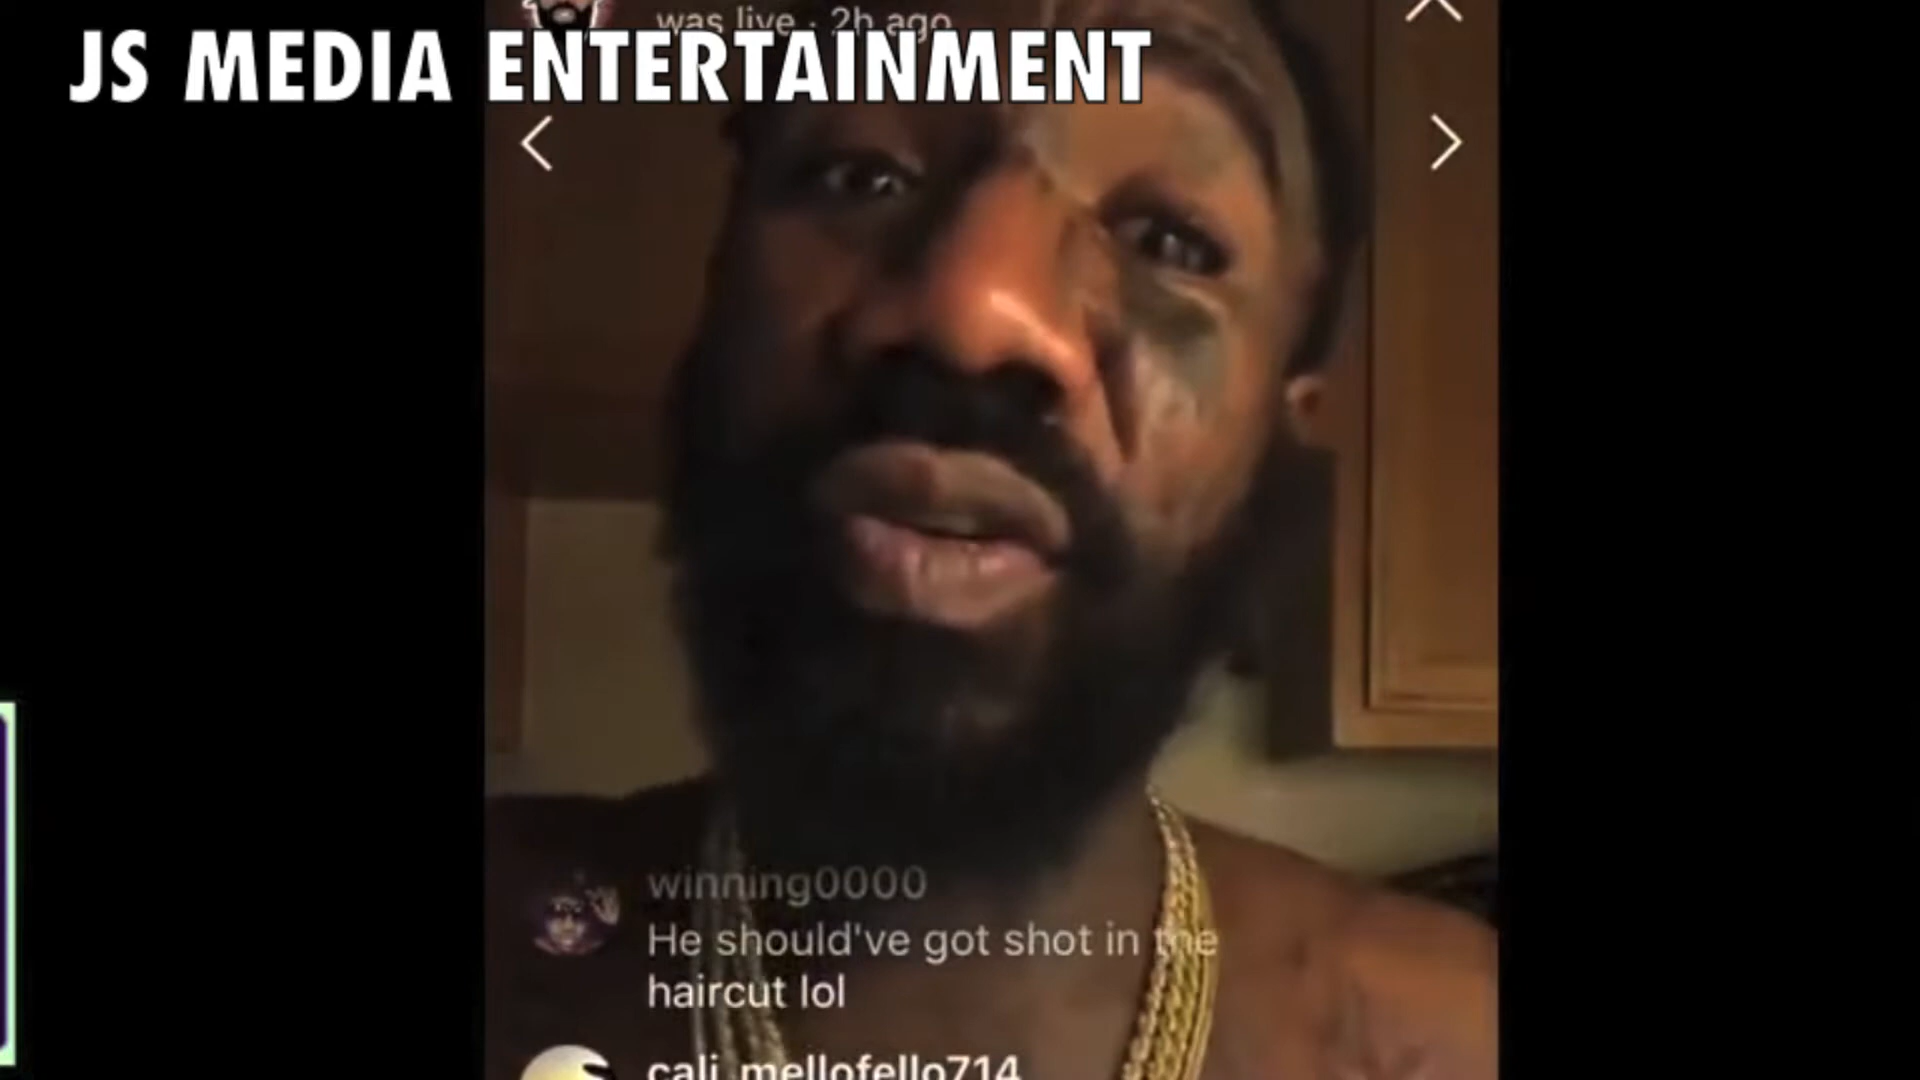 was live · 2h ago
JS MEDIA ENTERTAINMENT
winning0000
He should've got shot in the
haircut lol
cali_mellofello714